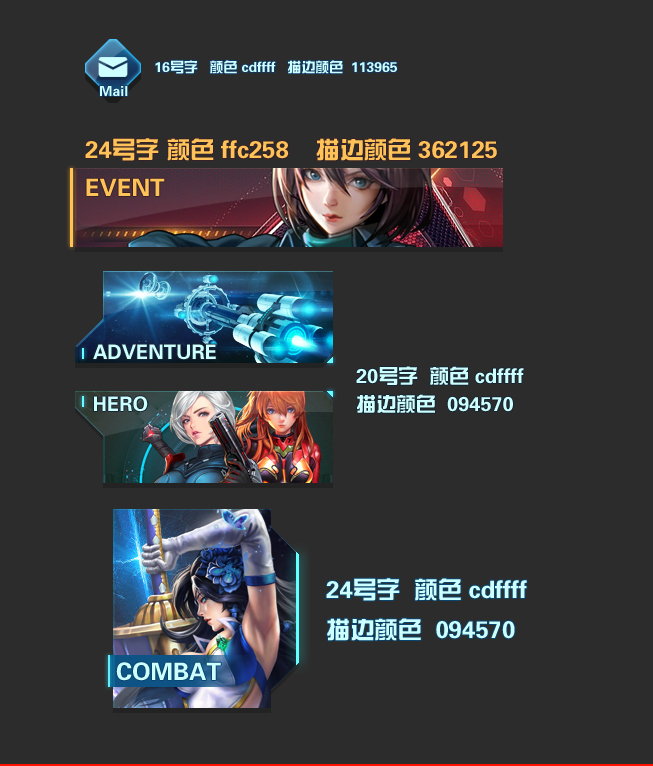 16号字 颜色 cdffff 描边颜色 113965
Mail
24号字 颜色 ffc258 描边颜色 362125
EVENT
ADVENTURE
20号字 颜色 cdffff
描边颜色 094570
HERO
24号字 颜色 cdffff
描边颜色 094570
COMBAT